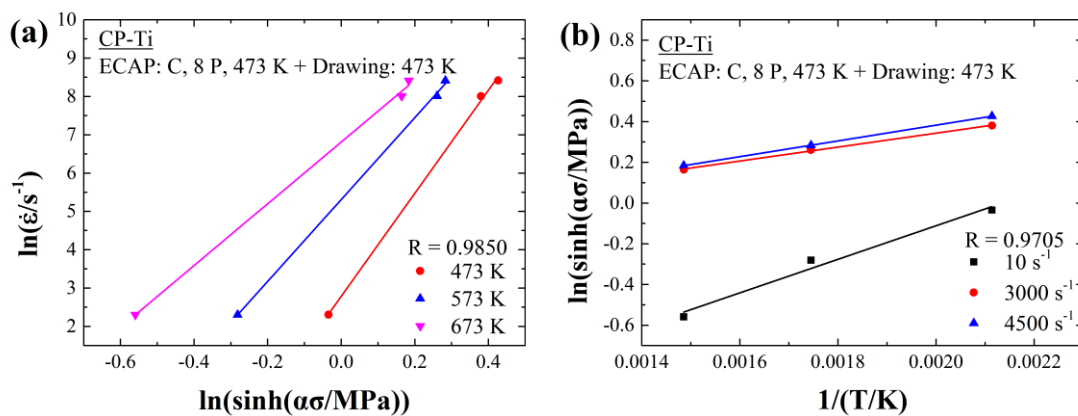 (a)
CP-Ti
ECAP: C, 8 P, 473 K + Drawing: 473 K
10
9
8
7
6
5
4
3
2
ln(ε̇/s⁻¹)
R = 0.9850
473 K
573 K
673 K
-0.6
-0.4
-0.2
0.0
0.2
0.4
ln(sinh(ασ/MPa))
(b)
CP-Ti
ECAP: C, 8 P, 473 K + Drawing: 473 K
0.8
0.6
0.4
0.2
0.0
-0.2
-0.4
-0.6
ln(sinh(ασ/MPa)
R = 0.9705
10 s⁻¹
3000 s⁻¹
4500 s⁻¹
0.0014
0.0016
0.0018
0.0020
0.0022
1/(T/K)